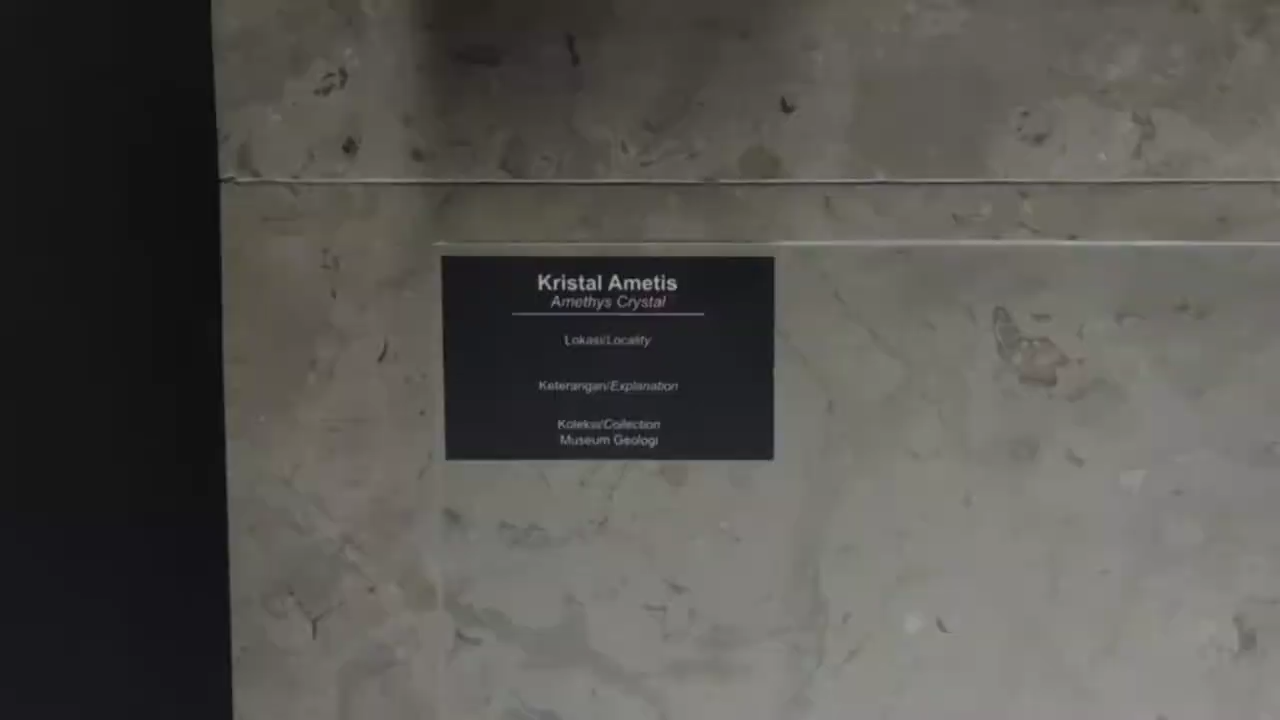 Kristal Ametis
Amethys Crystal
Lokasi/Locality
Keterangan/Explanation
Koleksi/Collection
Museum Geologi